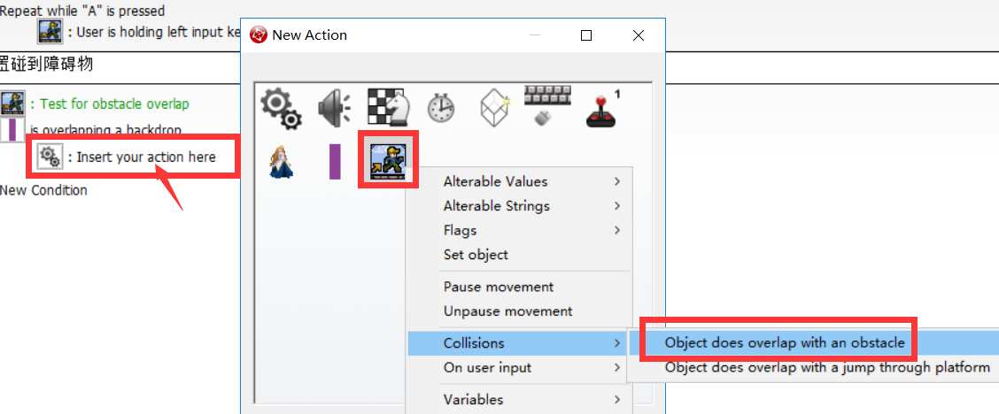 Repeat while "A" is pressed
: User is holding left input ke
置碰到障碍物
: Test for obstacle overlap
is overlapping a backdrop
: Insert your action here
New Condition
New Action
1
Alterable Values
Alterable Strings
Flags
Set object
Pause movement
Unpause movement
Collisions
On user input
Variables
Object does overlap with an obstacle
Object does overlap with a jump through platform